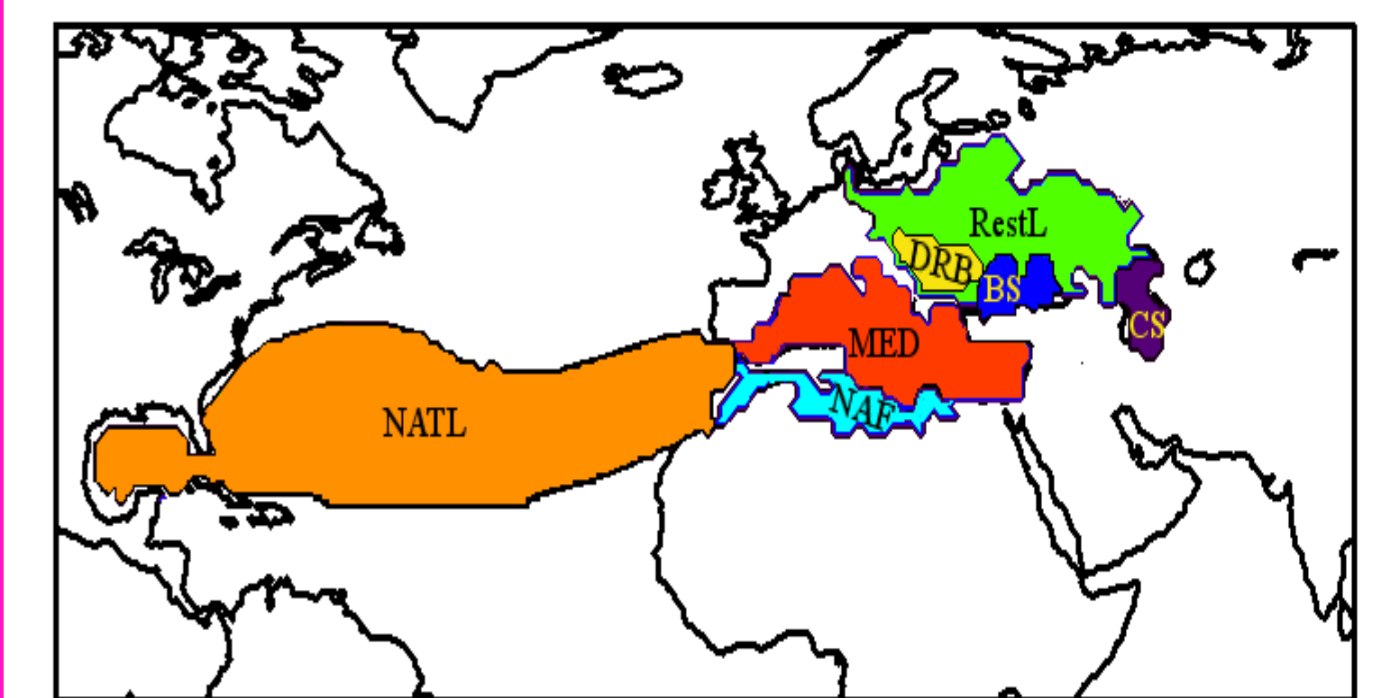 RestL
DRB
BS
CS
MED
NAF
NATL